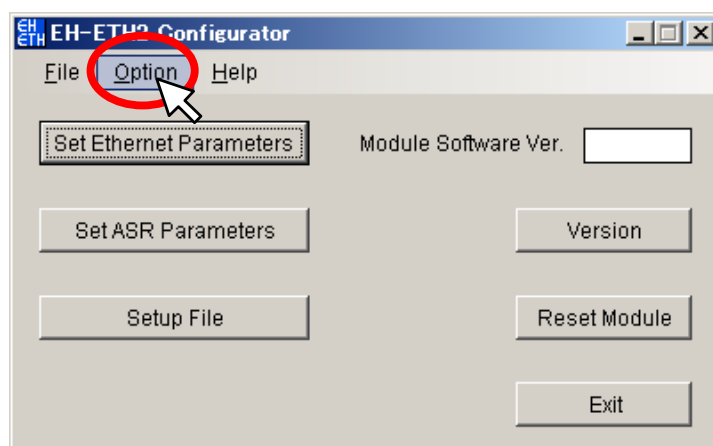 EH ETH EH-ETH2 Configurator
File Option Help
Set Ethernet Parameters Module Software Ver.
Set ASR Parameters Version
Setup File Reset Module
Exit